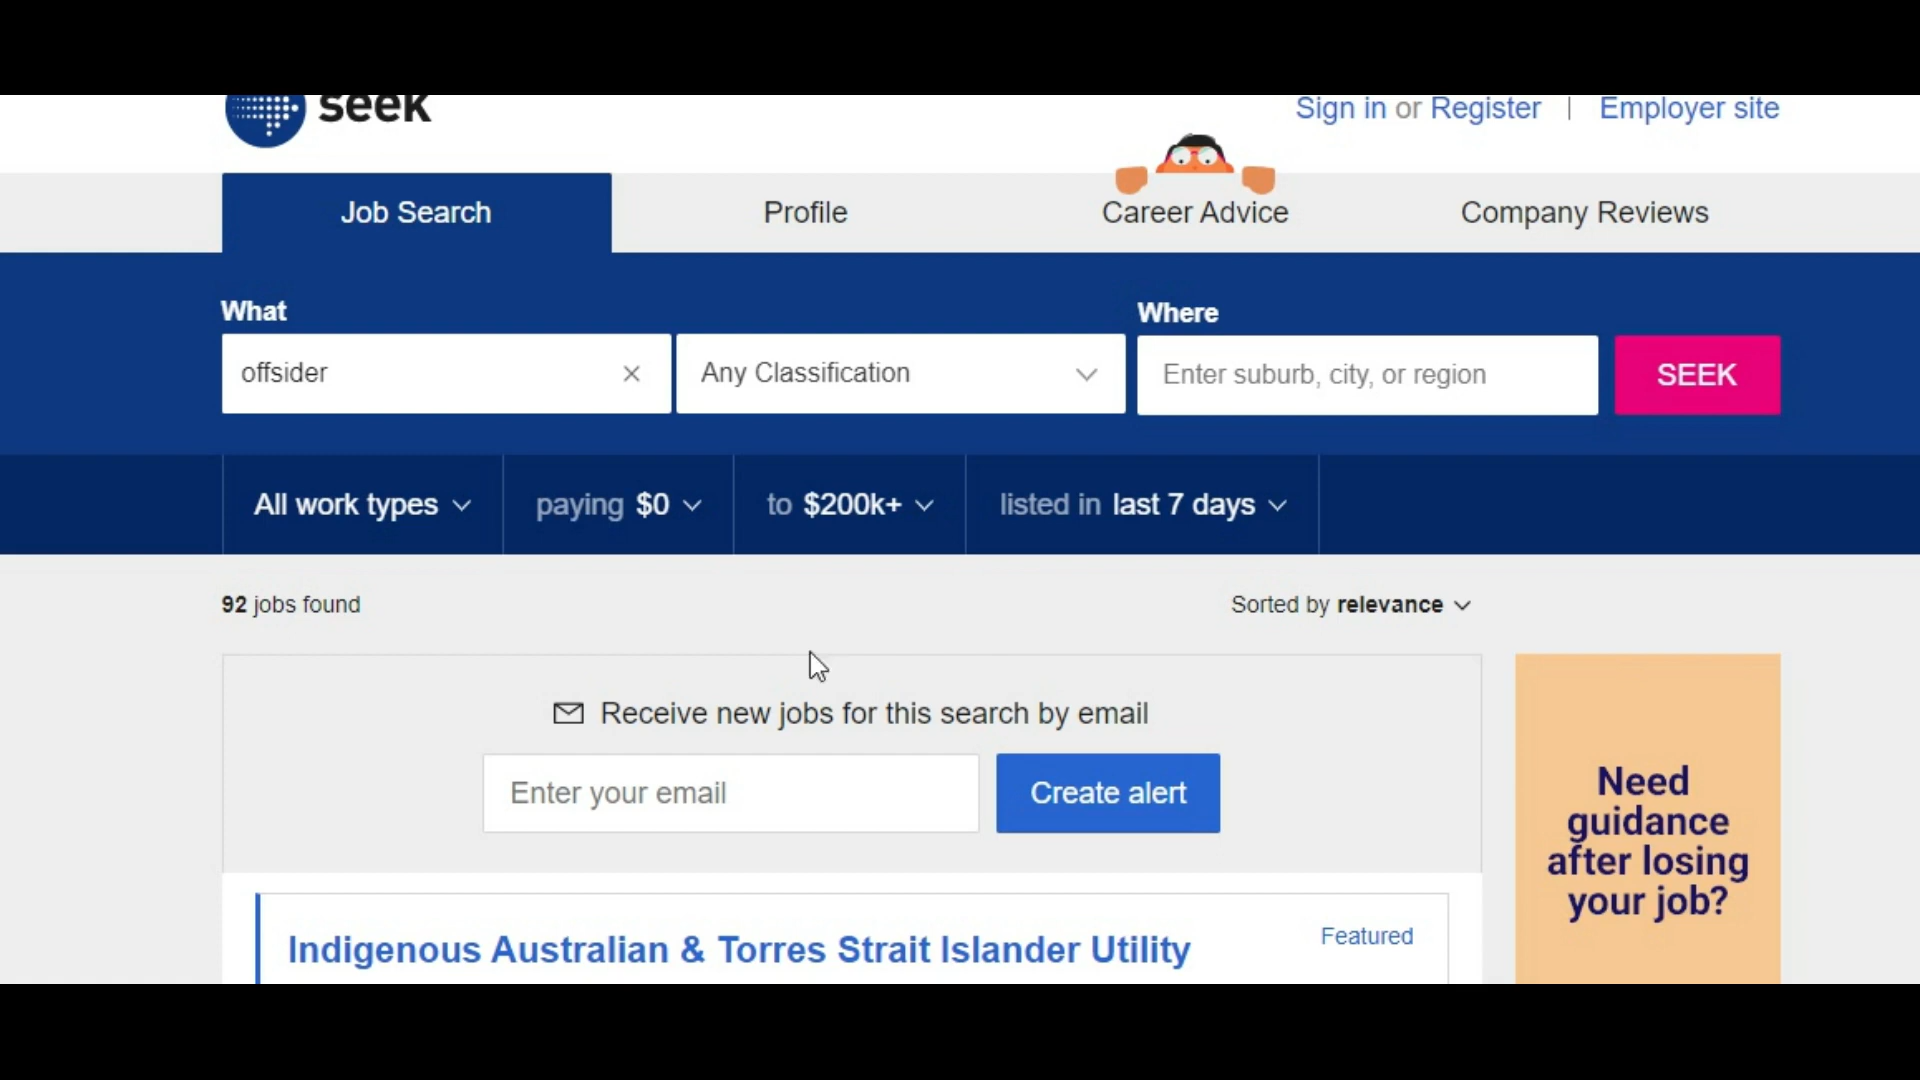 seek
Sign in or Register | Employer site
Job Search
Profile
Career Advice
Company Reviews
What
Where
offsider
Any Classification
Enter suburb, city, or region
SEEK
All work types
paying $0
to $200k+
listed in last 7 days
92 jobs found
Sorted by relevance
Receive new jobs for this search by email
Enter your email
Create alert
Need
guidance
after losing
your job?
Indigenous Australian & Torres Strait Islander Utility
Featured